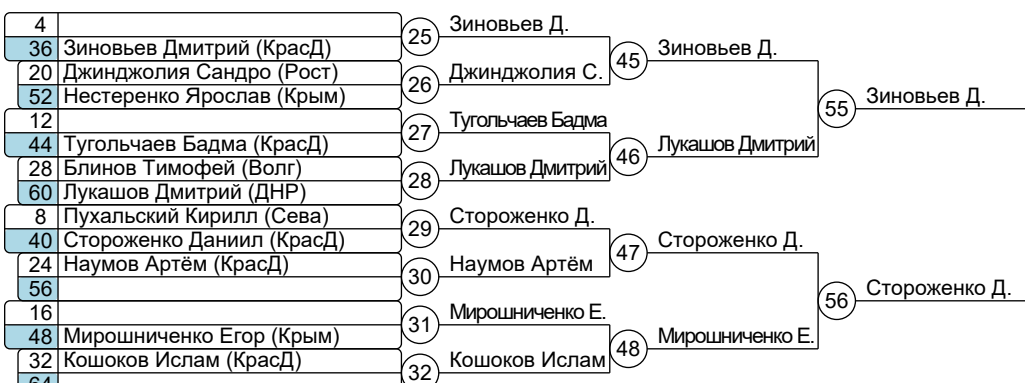 4
36 Зиновьев Дмитрий (КрасД)
20 Джинджолия Сандро (Рост)
52 Нестеренко Ярослав (Крым)
12
44 Тугольчаев Бадма (КрасД)
28 Блинов Тимофей (Волг)
60 Лукашов Дмитрий (ДНР)
8 Пухальский Кирилл (Сева)
40 Стороженко Даниил (КрасД)
24 Наумов Артём (КрасД)
56
16
48 Мирошниченко Егор (Крым)
32 Кошоков Ислам (КрасД)
64
25 Зиновьев Д.
26 Джинджолия С.
27 Тугольчаев Бадма
28 Лукашов Дмитрий
29 Стороженко Д.
30 Наумов Артём
31 Мирошниченко Е.
32 Кошоков Ислам
45 Зиновьев Д.
46 Лукашов Дмитрий
47 Стороженко Д.
48 Мирошниченко Е.
55 Зиновьев Д.
56 Стороженко Д.